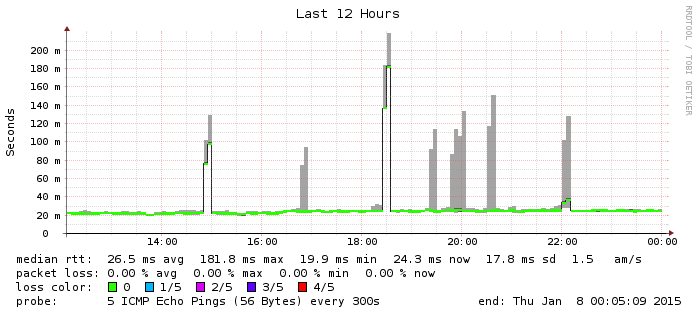 Last 12 Hours
RRDTOOL / TOBI OETIKER
Seconds
200 m
180 m
160 m
140 m
120 m
100 m
80 m
60 m
40 m
20 m
0
14:00 16:00 18:00 20:00 22:00 00:00
median rtt: 26.5 ms avg 181.8 ms max 19.9 ms min 24.3 ms now 17.8 ms sd 1.5 am/s
packet loss: 0.00 % avg 0.00 % max 0.00 % min 0.00 % now
loss color: 0 1/5 2/5 3/5 4/5
probe: 5 ICMP Echo Pings (56 Bytes) every 300s end: Thu Jan 8 00:05:09 2015